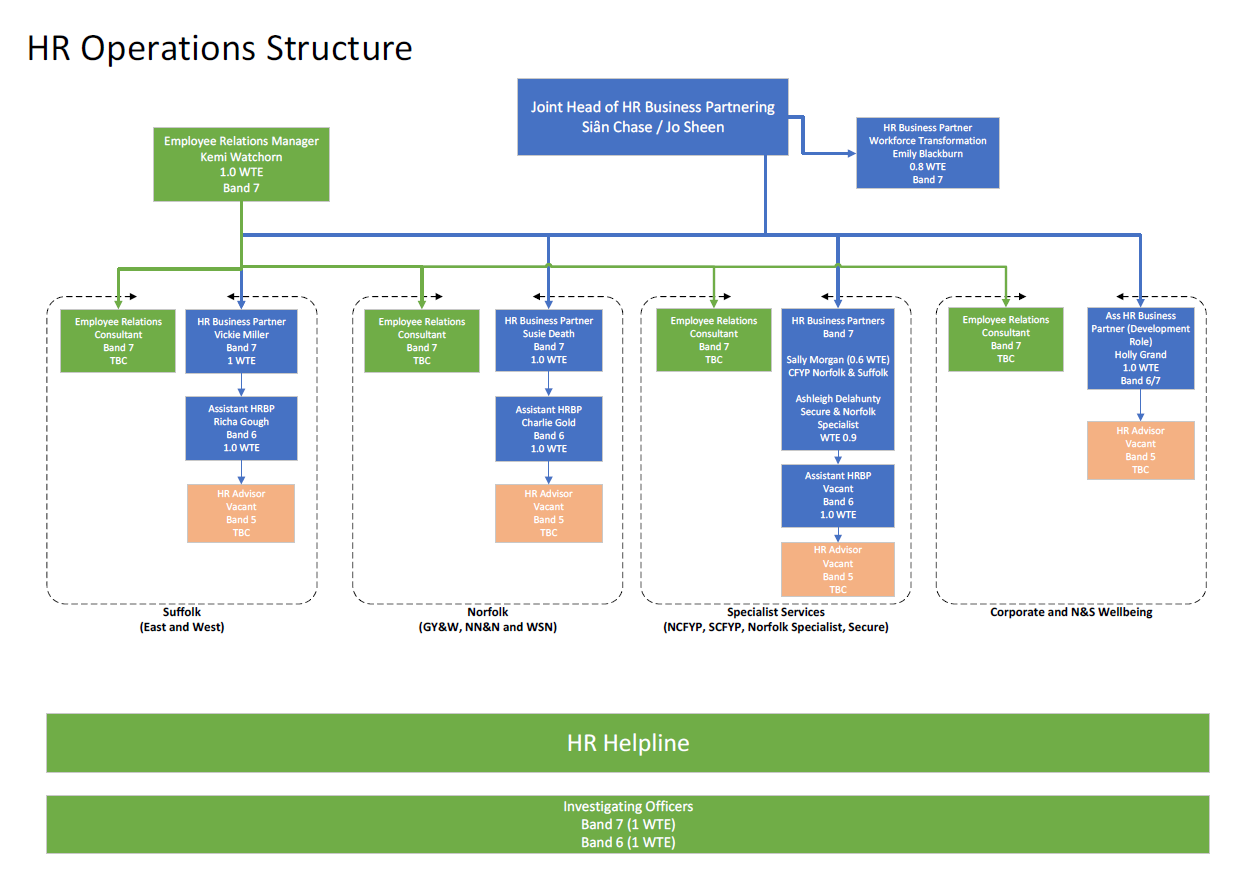 HR Operations Structure
Joint Head of HR Business Partnering
Siân Chase / Jo Sheen
HR Business Partner
Workforce Transformation
Emily Blackburn
0.8 WTE
Band 7
Employee Relations Manager
Kemi Watchorn
1.0 WTE
Band 7
Employee Relations
Consultant
Band 7
TBC
HR Business Partner
Vickie Miller
Band 7
1 WTE
Assistant HRBP
Richa Gough
Band 6
1.0 WTE
HR Advisor
Vacant
Band 5
TBC
Suffolk
(East and West)
Employee Relations
Consultant
Band 7
TBC
HR Business Partner
Susie Death
Band 7
1.0 WTE
Assistant HRBP
Charlie Gold
Band 6
1.0 WTE
HR Advisor
Vacant
Band 5
TBC
Norfolk
(GY&W, NN&N and WSN)
Employee Relations
Consultant
Band 7
TBC
HR Business Partners
Band 7
Sally Morgan (0.6 WTE)
CFYP Norfolk & Suffolk
Ashleigh Delahunty
Secure & Norfolk
Specialist
WTE 0.9
Assistant HRBP
Vacant
Band 6
1.0 WTE
HR Advisor
Vacant
Band 5
TBC
Specialist Services
(NCFYP, SCFYP, Norfolk Specialist, Secure)
Employee Relations
Consultant
Band 7
TBC
Ass HR Business
Partner (Development
Role)
Holly Grand
1.0 WTE
Band 6/7
HR Advisor
Vacant
Band 5
TBC
Corporate and N&S Wellbeing
HR Helpline
Investigating Officers
Band 7 (1 WTE)
Band 6 (1 WTE)